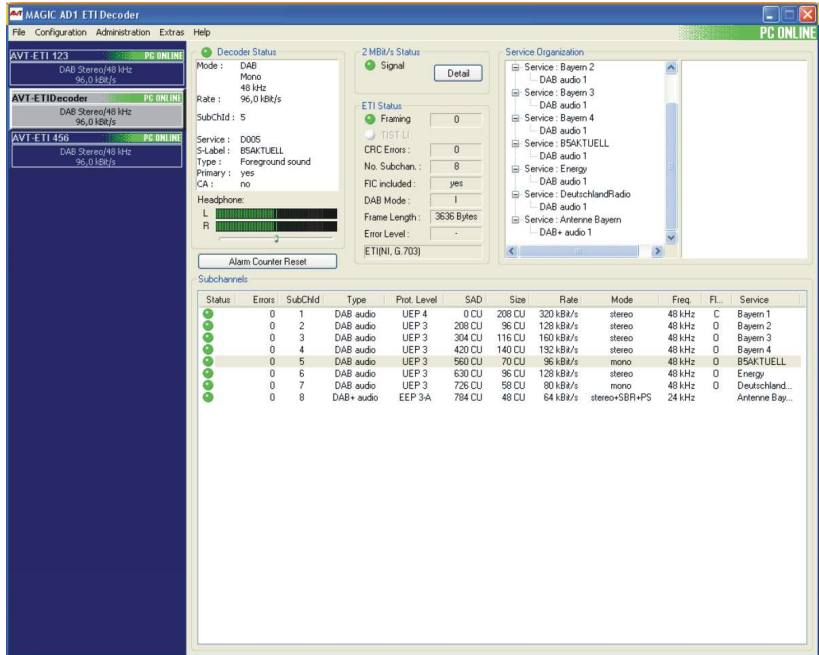 MAGIC AD1 ETI Decoder
File Configuration Administration Extras Help
PC ONLINE
AVT-ETI 123 PC ONLINE
DAB Stereo/48 kHz
96,0 kBit/s
AVT-ETIDecoder PC ONLINE
DAB Stereo/48 kHz
96,0 kBit/s
AVT-ETI 456 PC ONLINE
DAB Stereo/48 kHz
96,0 kBit/s
Decoder Status
Mode : DAB
Mono
48 kHz
Rate : 96,0 kBit/s
SubChId : 5
Service : D005
S-Label : B5AKTUELL
Type : Foreground sound
Primary : yes
CA : no
Headphone:
L
R
Alarm Counter Reset
2 MBit/s Status
Signal Detail
ETI Status
Framing 0
TIST LI
CRC Errors : 0
No. Subchan. : 8
FIC included : yes
DAB Mode : I
Frame Length : 3636 Bytes
Error Level : -
ETI(NI, G.703)
Service Organization
Service : Bayern 2
DAB audio 1
Service : Bayern 3
DAB audio 1
Service : Bayern 4
DAB audio 1
Service : B5AKTUELL
DAB audio 1
Service : Energy
DAB audio 1
Service : DeutschlandRadio
DAB audio 1
Service : Antenne Bayern
DAB+ audio 1
Subchannels
Status Errors SubChId Type Prot. Level SAD Size Rate Mode Freq. Fl... Service
0 1 DAB audio UEP 4 0 CU 208 CU 320 kBit/s stereo 48 kHz C Bayern 1
0 2 DAB audio UEP 3 208 CU 96 CU 128 kBit/s stereo 48 kHz O Bayern 2
0 3 DAB audio UEP 3 304 CU 116 CU 160 kBit/s stereo 48 kHz O Bayern 3
0 4 DAB audio UEP 3 420 CU 140 CU 192 kBit/s stereo 48 kHz O Bayern 4
0 5 DAB audio UEP 3 560 CU 70 CU 96 kBit/s mono 48 kHz O B5AKTUELL
0 6 DAB audio UEP 3 630 CU 96 CU 128 kBit/s stereo 48 kHz O Energy
0 7 DAB audio UEP 3 726 CU 58 CU 80 kBit/s mono 48 kHz O Deutschland...
0 8 DAB+ audio EEP 3-A 784 CU 48 CU 64 kBit/s stereo+SBR+PS 24 kHz Antenne Bay...